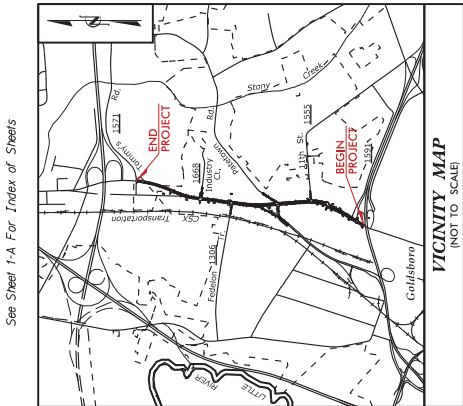 See Sheet 1-A For Index of Sheets
1571
Tommy's
Rd.
END
PROJECT
1668
Industry
Ct.
Patetown
Rd.
Stony
Creek
1555
11th St.
BEGIN
PROJECT
1591
CSX
Transportation
1306
Fedelon Tr.
LITTLE
RIVER
Goldsboro
VICINITY MAP
(NOT TO SCALE)